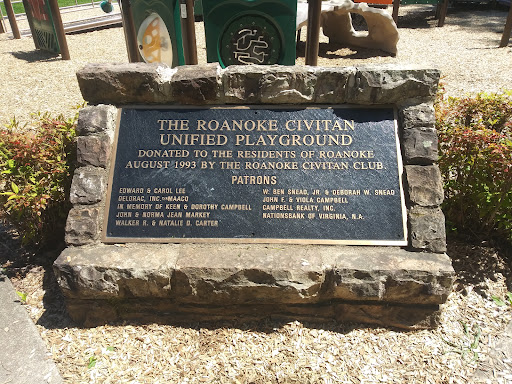 THE ROANOKE CIVITAN
UNIFIED PLAYGROUND
DONATED TO THE RESIDENTS OF ROANOKE
AUGUST 1993 BY THE ROANOKE CIVITAN CLUB.
PATRONS
EDWARD & CAROL LEE
DELORAC, INC.-MAACO
IN MEMORY OF KEEN & DOROTHY CAMPBELL
JOHN & NORMA JEAN MARKEY
WALKER R. & NATALIE D. CARTER
W. BEN SNEAD, JR. & DEBORAH W. SNEAD
JOHN F. & VIOLA CAMPBELL
CAMPBELL REALTY, INC.
NATIONSBANK OF VIRGINIA, N.A.